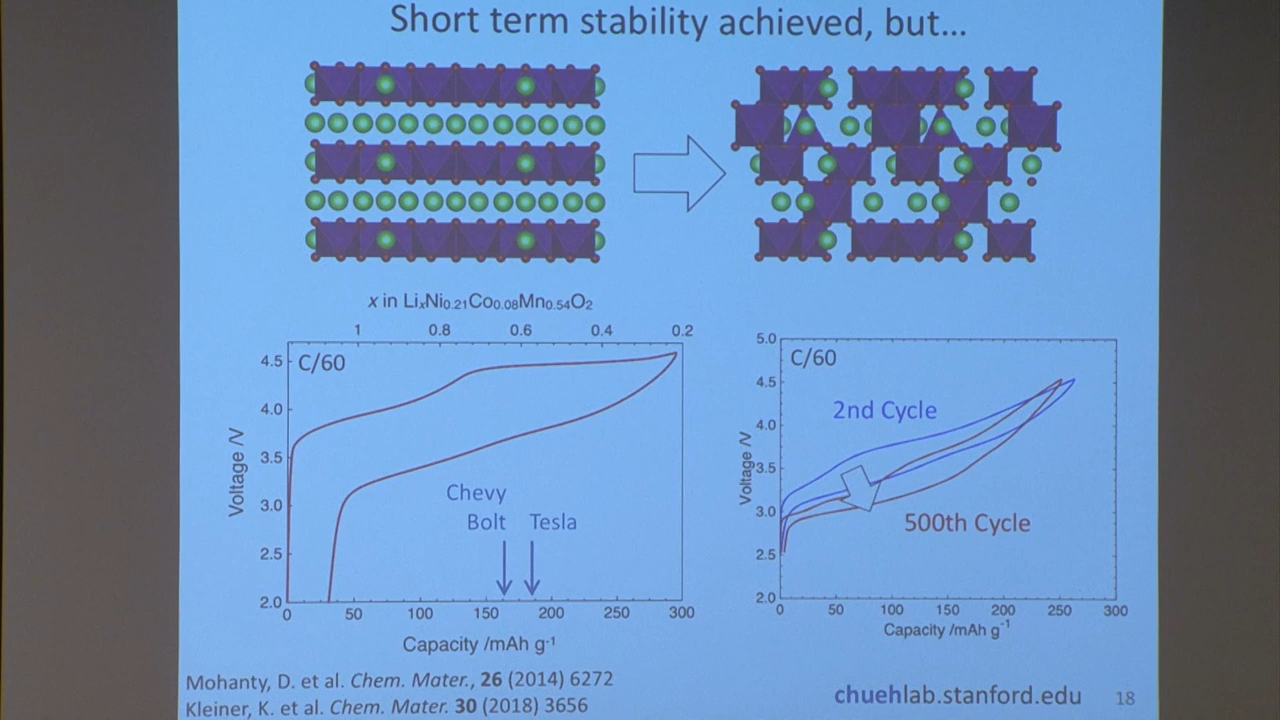 Short term stability achieved, but...
x in LiₓNi₀.₂₁Co₀.₀₈Mn₀.₅₄O₂
1 0.8 0.6 0.4 0.2
C/60
4.5
4.0
3.5
3.0
2.5
2.0
Voltage /V
Chevy
Bolt
Tesla
0 50 100 150 200 250 300
Capacity /mAh g⁻¹
C/60
5.0
4.5
4.0
3.5
3.0
2.5
2.0
Voltage /V
2nd Cycle
500th Cycle
0 50 100 150 200 250 300
Capacity /mAh g⁻¹
Mohanty, D. et al. Chem. Mater., 26 (2014) 6272
Kleiner, K. et al. Chem. Mater. 30 (2018) 3656
chuehlab.stanford.edu 18